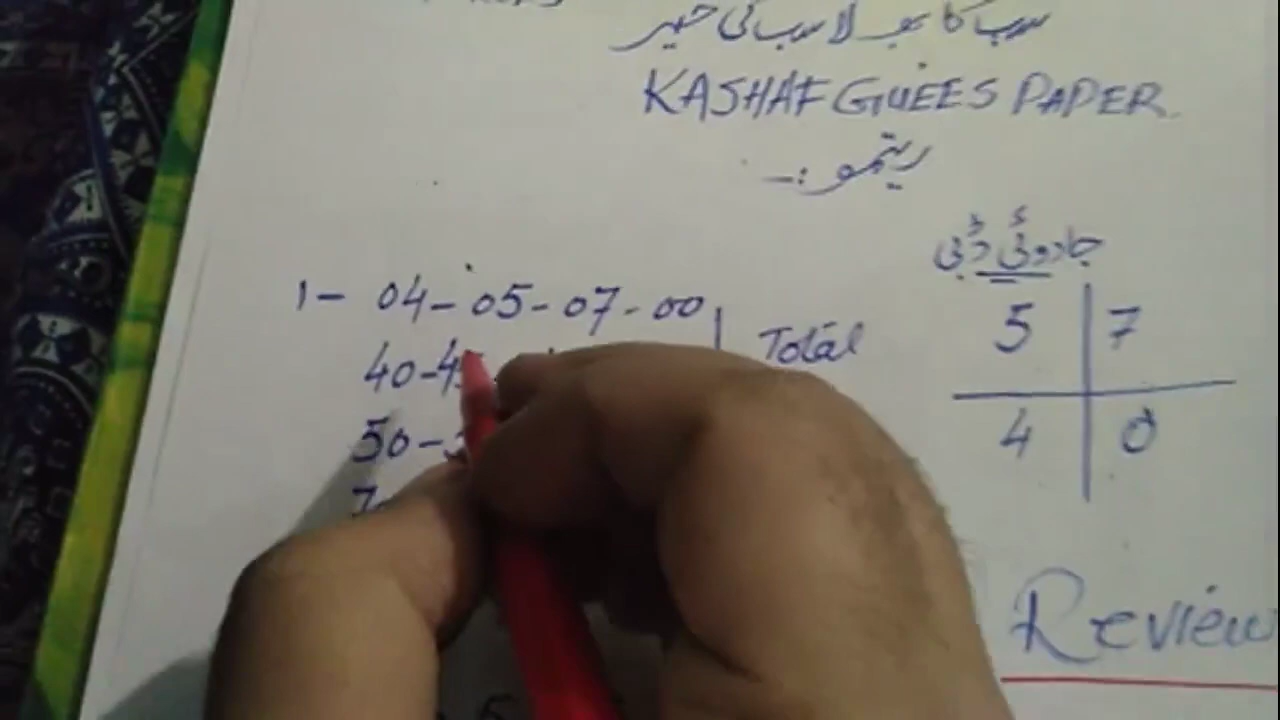 سب کا بھلا سب کی خیر
KASHAF GUEES PAPER
ریتمو :-
جادوئی ڈبی
1- 04-05-07-00
40-45
50-
Total
5 7
4 0
Review